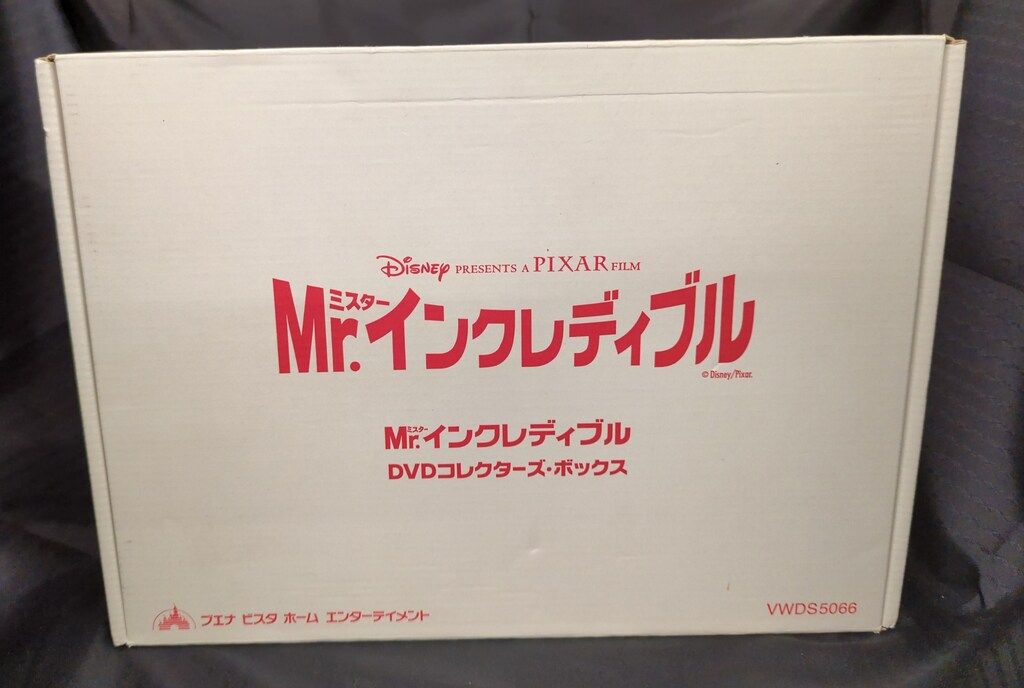 Disney PRESENTS A PIXAR FILM
ミスター
Mr.インクレディブル
© Disney/Pixar.
ミスター
Mr.インクレディブル
DVDコレクターズ・ボックス
ブエナ ビスタ ホーム エンターテイメント
VWDS5066